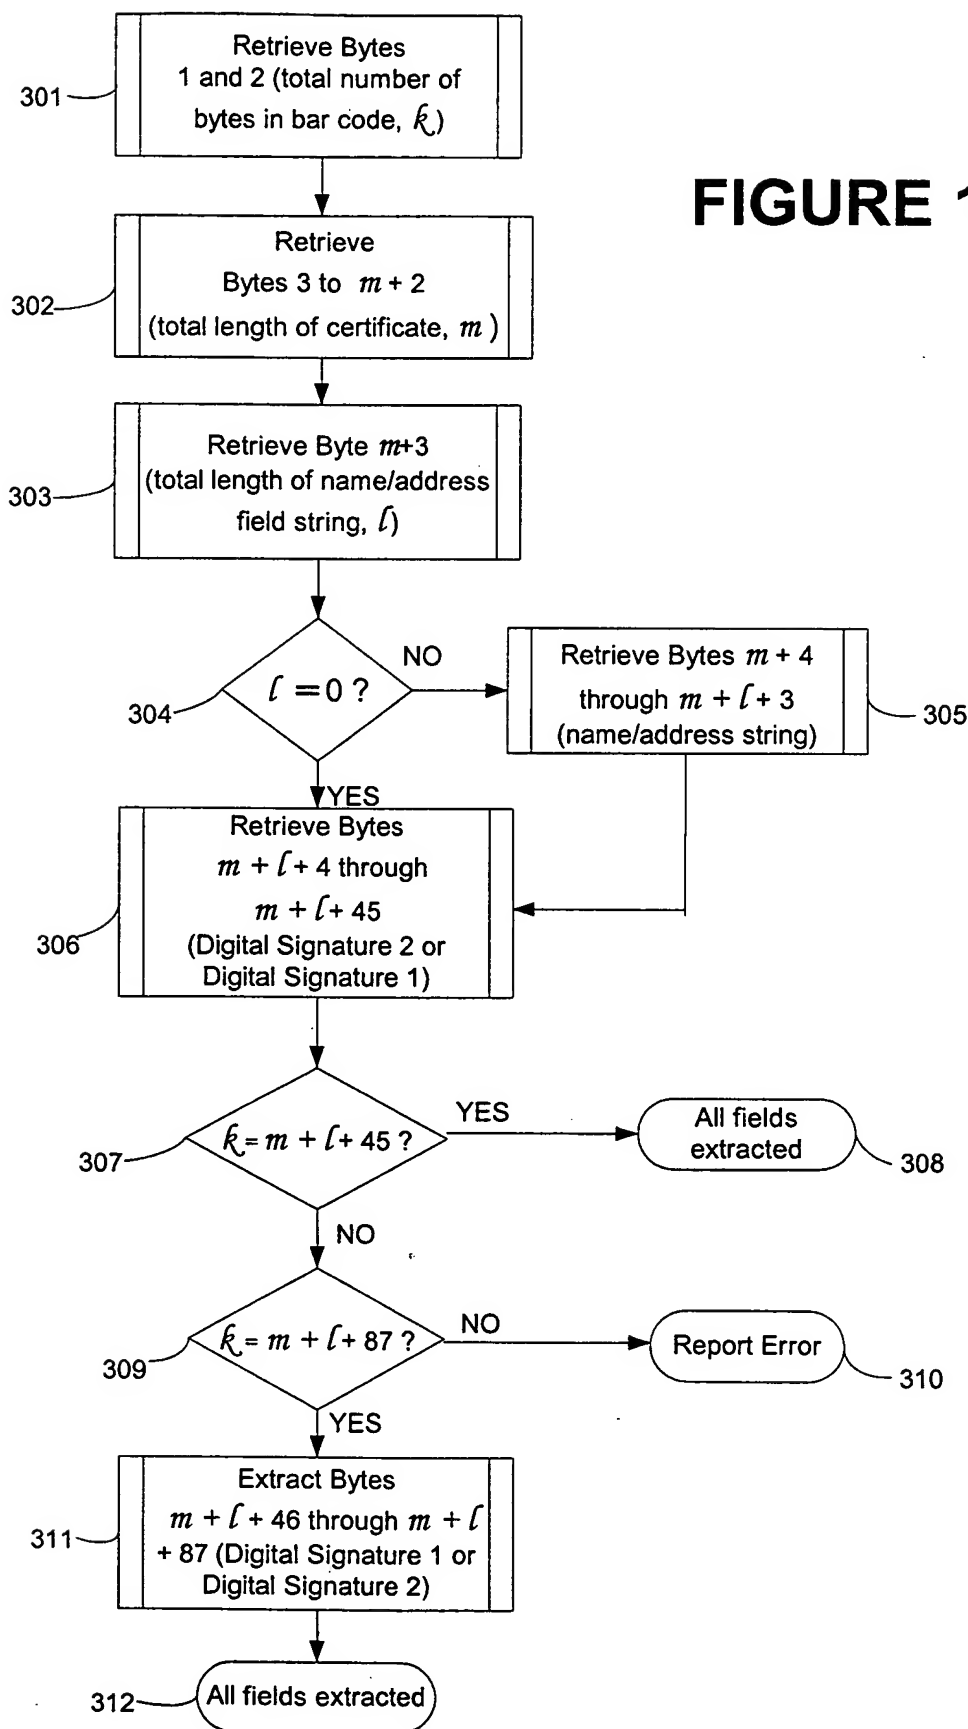 Retrieve Bytes
1 and 2 (total number of
bytes in bar code, k)
301
FIGURE 1
Retrieve
Bytes 3 to m + 2
(total length of certificate, m )
302
Retrieve Byte m+3
(total length of name/address
field string, l)
303
l = 0 ?
304
NO
Retrieve Bytes m + 4
through m + l + 3
(name/address string)
305
YES
Retrieve Bytes
m + l + 4 through
m + l + 45
(Digital Signature 2 or
Digital Signature 1)
306
k = m + l + 45 ?
307
YES
All fields
extracted
308
NO
k = m + l + 87 ?
309
NO
Report Error
310
YES
Extract Bytes
m + l + 46 through m + l
+ 87 (Digital Signature 1 or
Digital Signature 2)
311
All fields extracted
312